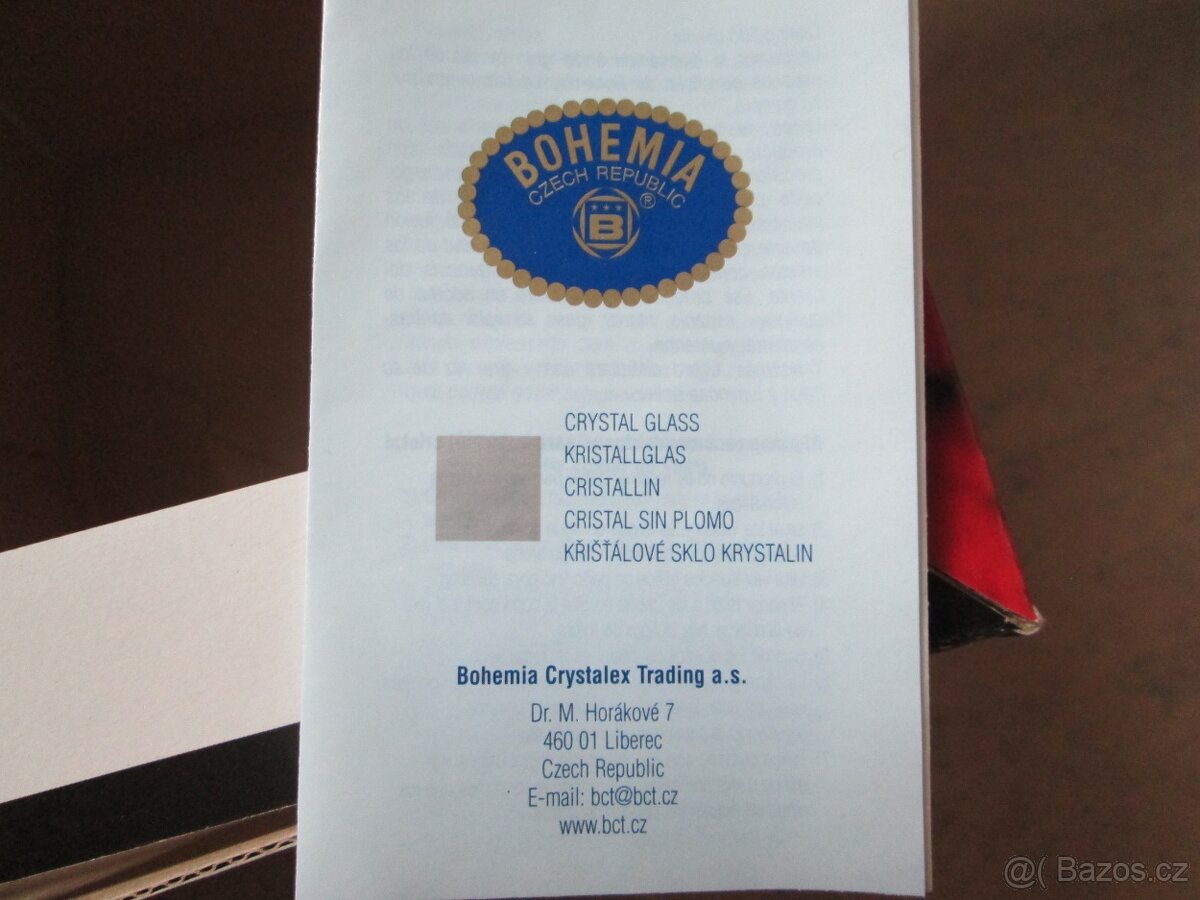 BOHEMIA
CZECH REPUBLIC
®
B
CRYSTAL GLASS
KRISTALLGLAS
CRISTALLIN
CRISTAL SIN PLOMO
KŘIŠŤÁLOVÉ SKLO KRYSTALIN
Bohemia Crystalex Trading a.s.
Dr. M. Horákové 7
460 01 Liberec
Czech Republic
E-mail: bct@bct.cz
www.bct.cz
@( Bazos.cz